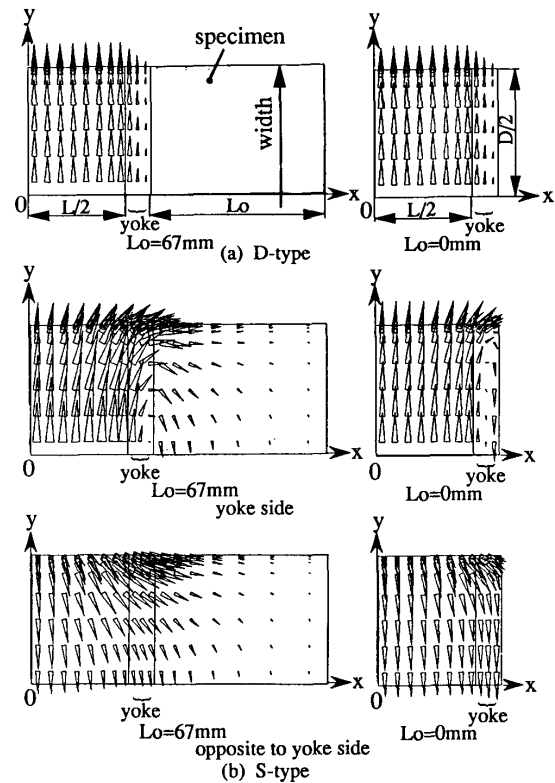 y
y
specimen
width
D/2
0
L/2
Lo
x
0
L/2
x
yoke
yoke
Lo=67mm
Lo=0mm
(a) D-type
y
y
0
x
0
x
yoke
yoke
Lo=67mm
Lo=0mm
yoke side
y
y
0
x
0
x
yoke
yoke
Lo=67mm
Lo=0mm
opposite to yoke side
(b) S-type